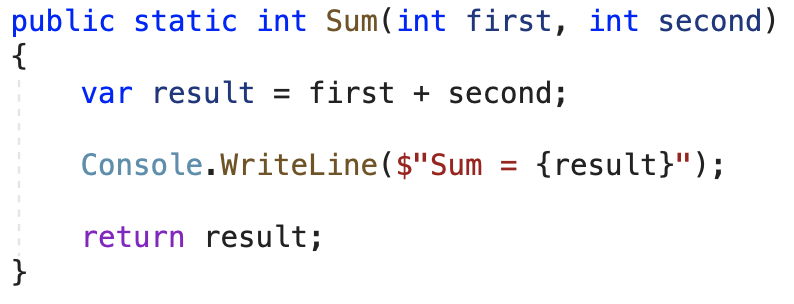 public static int Sum(int first, int second)
{
    var result = first + second;

    Console.WriteLine($"Sum = {result}");

    return result;
}